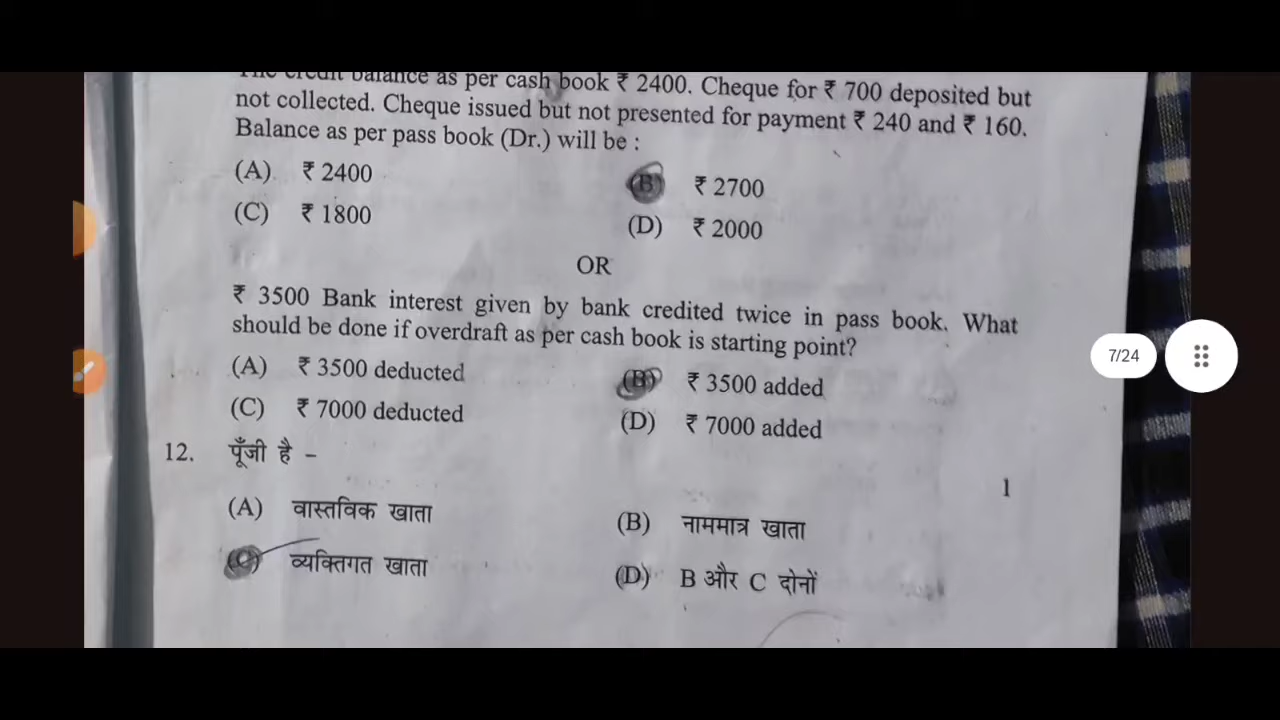 The credit balance as per cash book ₹ 2400. Cheque for ₹ 700 deposited but
not collected. Cheque issued but not presented for payment ₹ 240 and ₹ 160.
Balance as per pass book (Dr.) will be :
(A) ₹ 2400 (B) ₹ 2700
(C) ₹ 1800 (D) ₹ 2000
OR
₹ 3500 Bank interest given by bank credited twice in pass book. What
should be done if overdraft as per cash book is starting point?
(A) ₹ 3500 deducted (B) ₹ 3500 added
(C) ₹ 7000 deducted (D) ₹ 7000 added
7/24
12. पूँजी है –
1
(A) वास्तविक खाता (B) नाममात्र खाता
(C) व्यक्तिगत खाता (D) B और C दोनों